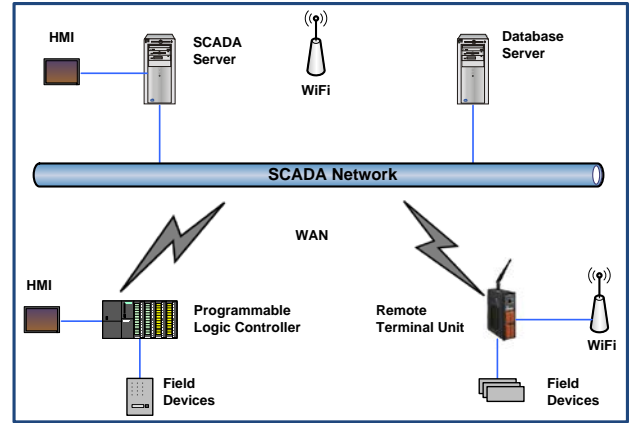 HMI
SCADA
Server
WiFi
Database
Server
SCADA Network
WAN
HMI
Programmable
Logic Controller
Remote
Terminal Unit
WiFi
Field
Devices
Field
Devices